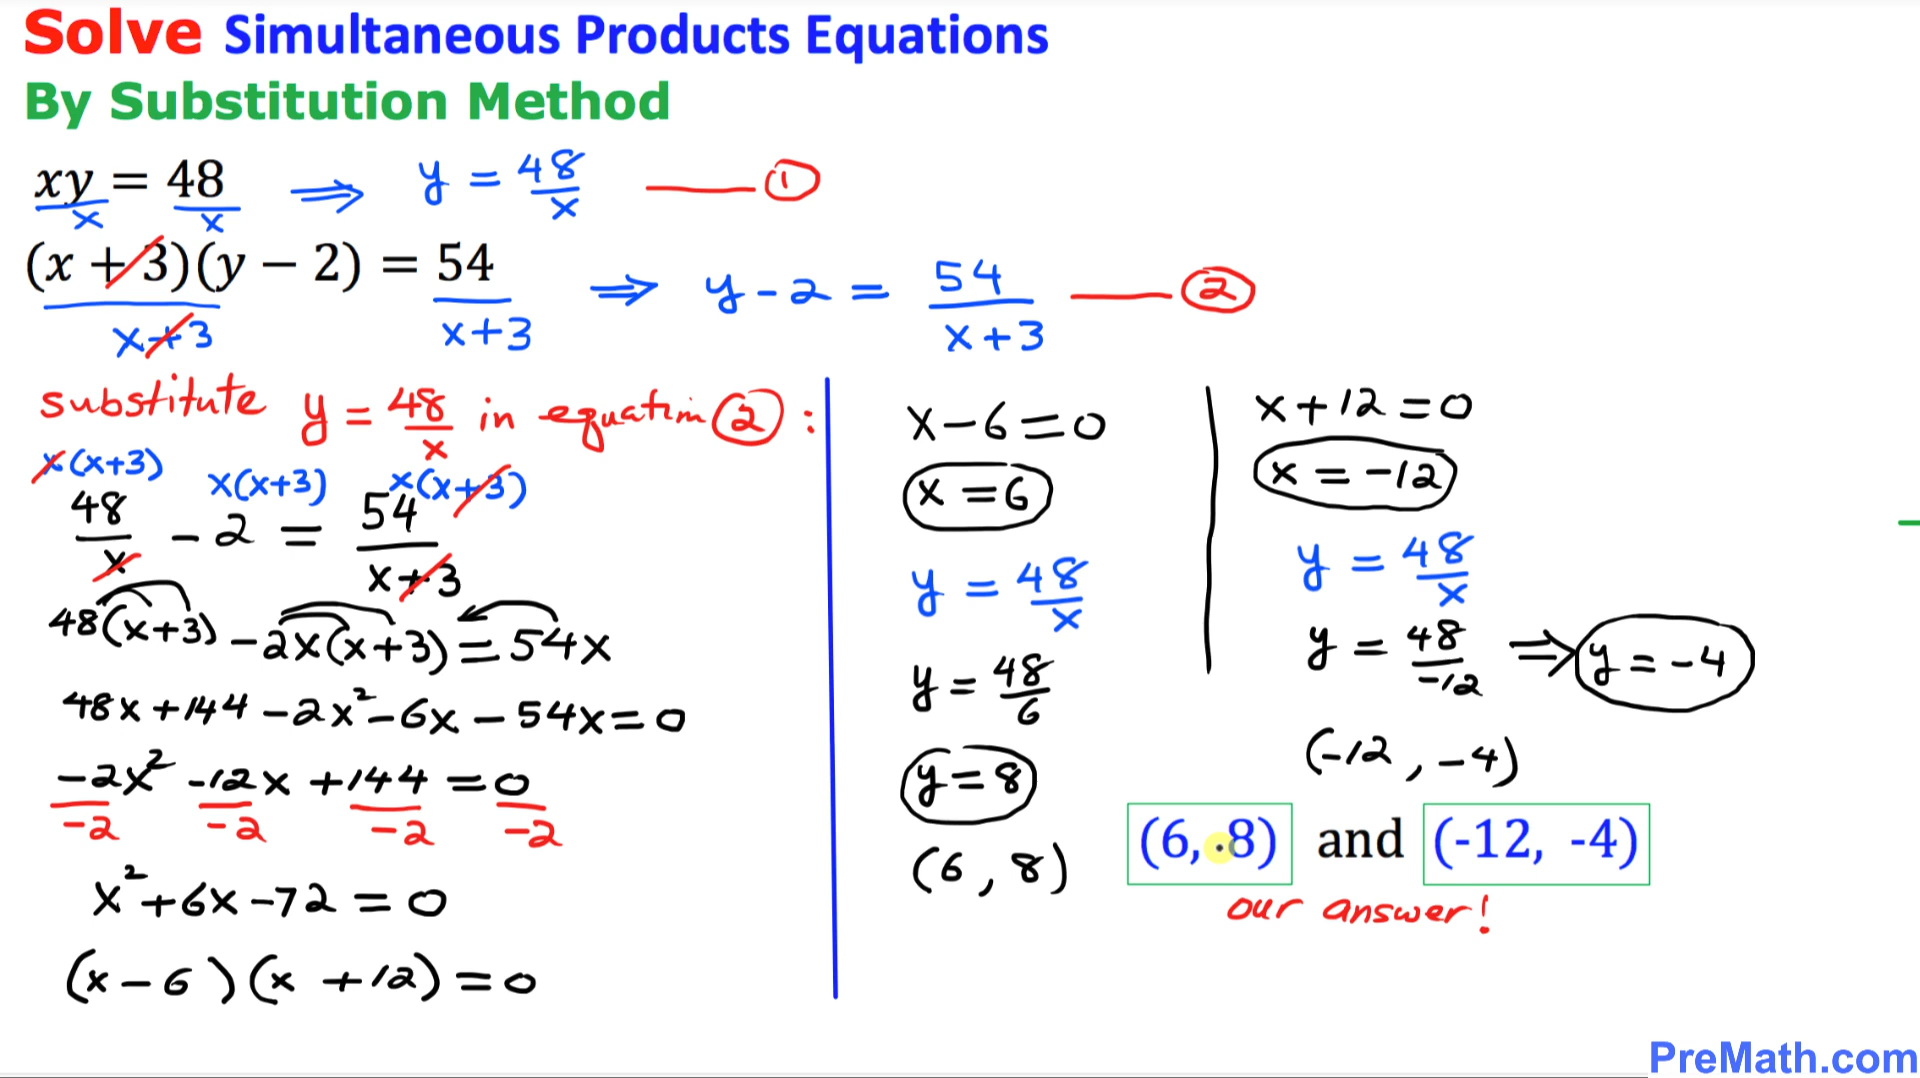 Solve Simultaneous Products Equations
By Substitution Method
xy = 48 ⇒ y = 48/x —— ①
x x
(x + 3)(y − 2) = 54 ⇒ y - 2 = 54/(x+3) —— ②
x+3 x+3
substitute y = 48/x in equation ② :
x(x+3) x(x+3) x(x+3)
48/x - 2 = 54/(x+3)
48(x+3) - 2x(x+3) = 54x
48x + 144 - 2x² - 6x - 54x = 0
-2x² - 12x + 144 = 0
-2 -2 -2 -2
x² + 6x - 72 = 0
(x - 6)(x + 12) = 0
x - 6 = 0
x = 6
y = 48/x
y = 48/6
y = 8
(6, 8)
x + 12 = 0
x = -12
y = 48/x
y = 48/-12 ⇒ y = -4
(-12, -4)
(6, 8) and (-12, -4)
our answer!
PreMath.com